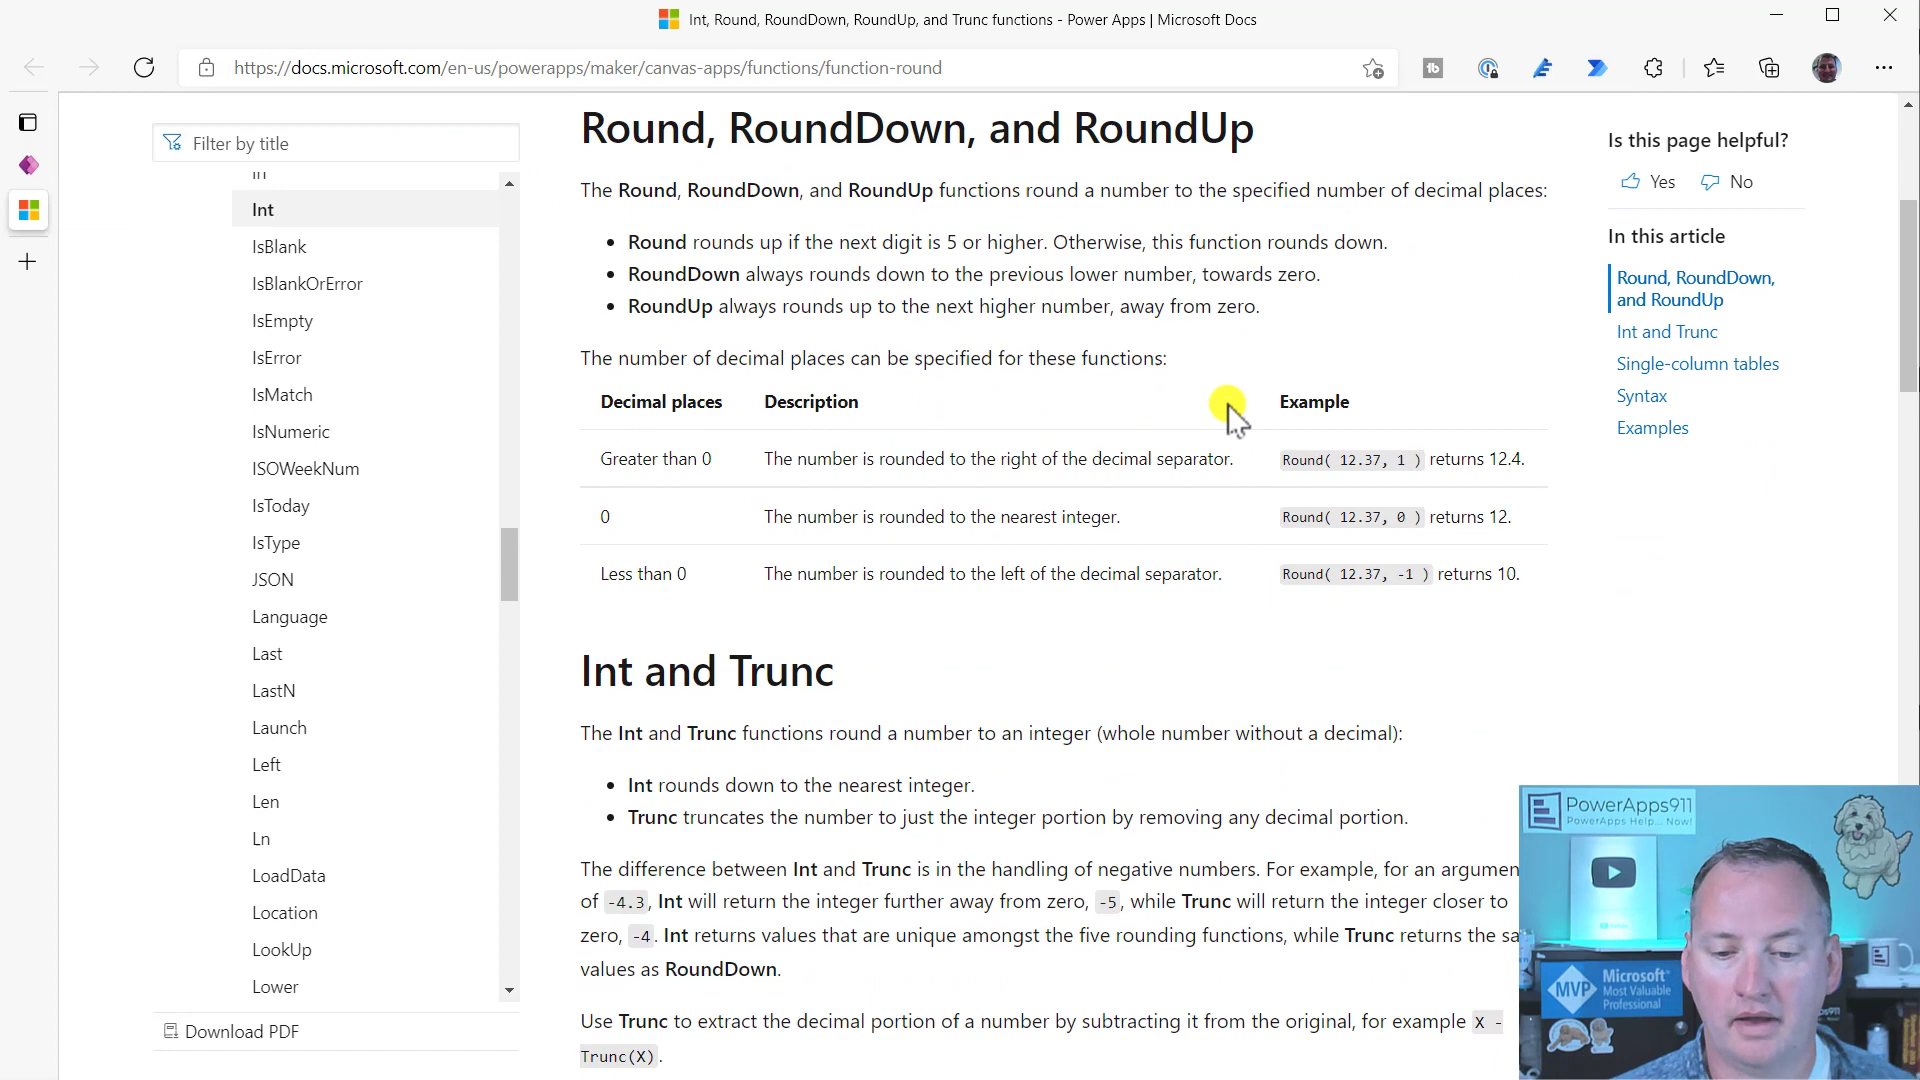 Int, Round, RoundDown, RoundUp, and Trunc functions - Power Apps | Microsoft Docs
https://docs.microsoft.com/en-us/powerapps/maker/canvas-apps/functions/function-round
Filter by title
In
Int
IsBlank
IsBlankOrError
IsEmpty
IsError
IsMatch
IsNumeric
ISOWeekNum
IsToday
IsType
JSON
Language
Last
LastN
Launch
Left
Len
Ln
LoadData
Location
LookUp
Lower
Download PDF
Round, RoundDown, and RoundUp
The Round, RoundDown, and RoundUp functions round a number to the specified number of decimal places:
• Round rounds up if the next digit is 5 or higher. Otherwise, this function rounds down.
• RoundDown always rounds down to the previous lower number, towards zero.
• RoundUp always rounds up to the next higher number, away from zero.
The number of decimal places can be specified for these functions:
Decimal places Description Example
Greater than 0 The number is rounded to the right of the decimal separator. Round( 12.37, 1 ) returns 12.4.
0 The number is rounded to the nearest integer. Round( 12.37, 0 ) returns 12.
Less than 0 The number is rounded to the left of the decimal separator. Round( 12.37, -1 ) returns 10.
Int and Trunc
The Int and Trunc functions round a number to an integer (whole number without a decimal):
• Int rounds down to the nearest integer.
• Trunc truncates the number to just the integer portion by removing any decimal portion.
The difference between Int and Trunc is in the handling of negative numbers. For example, for an argumen
of -4.3, Int will return the integer further away from zero, -5, while Trunc will return the integer closer to
zero, -4. Int returns values that are unique amongst the five rounding functions, while Trunc returns the sa
values as RoundDown.
Use Trunc to extract the decimal portion of a number by subtracting it from the original, for example X -
Trunc(X).
Is this page helpful?
Yes No
In this article
Round, RoundDown,
and RoundUp
Int and Trunc
Single-column tables
Syntax
Examples
PowerApps911
PowerApps Help... Now!
MVP
Microsoft
Most Valuable
Professional